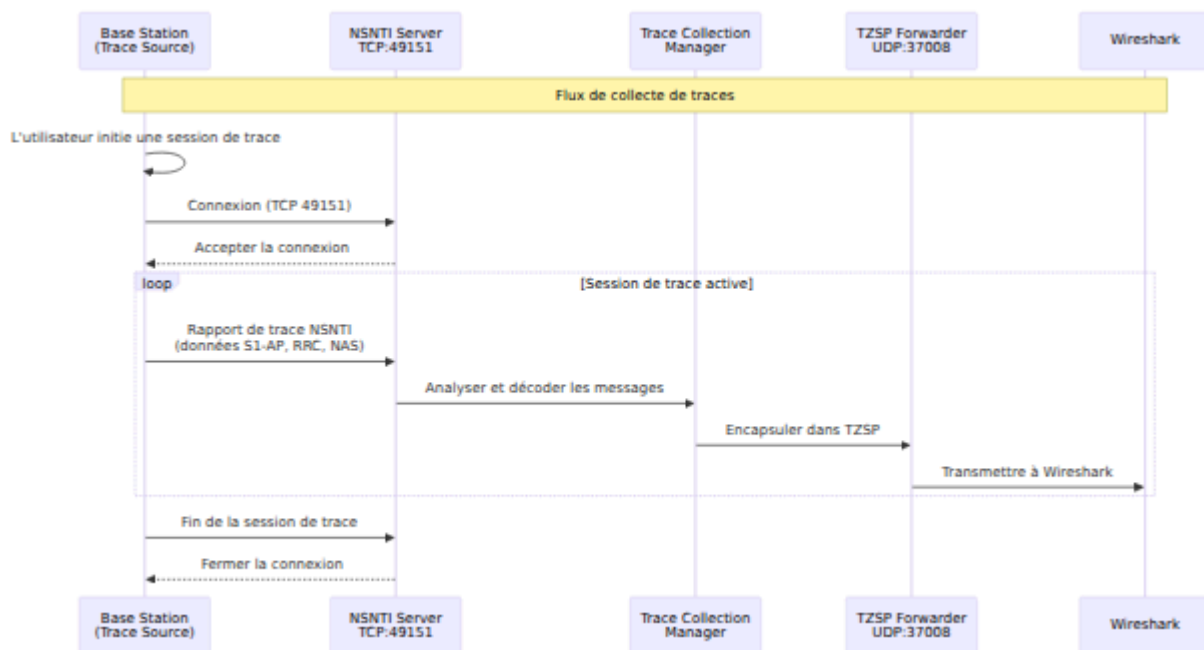 Base Station
(Trace Source)
NSNTI Server
TCP:49151
Trace Collection
Manager
TZSP Forwarder
UDP:37008
Wireshark
Flux de collecte de traces
L'utilisateur initie une session de trace
Connexion (TCP 49151)
Accepter la connexion
loop
[Session de trace active]
Rapport de trace NSNTI
(données S1-AP, RRC, NAS)
Analyser et décoder les messages
Encapsuler dans TZSP
Transmettre à Wireshark
Fin de la session de trace
Fermer la connexion
Base Station
(Trace Source)
NSNTI Server
TCP:49151
Trace Collection
Manager
TZSP Forwarder
UDP:37008
Wireshark